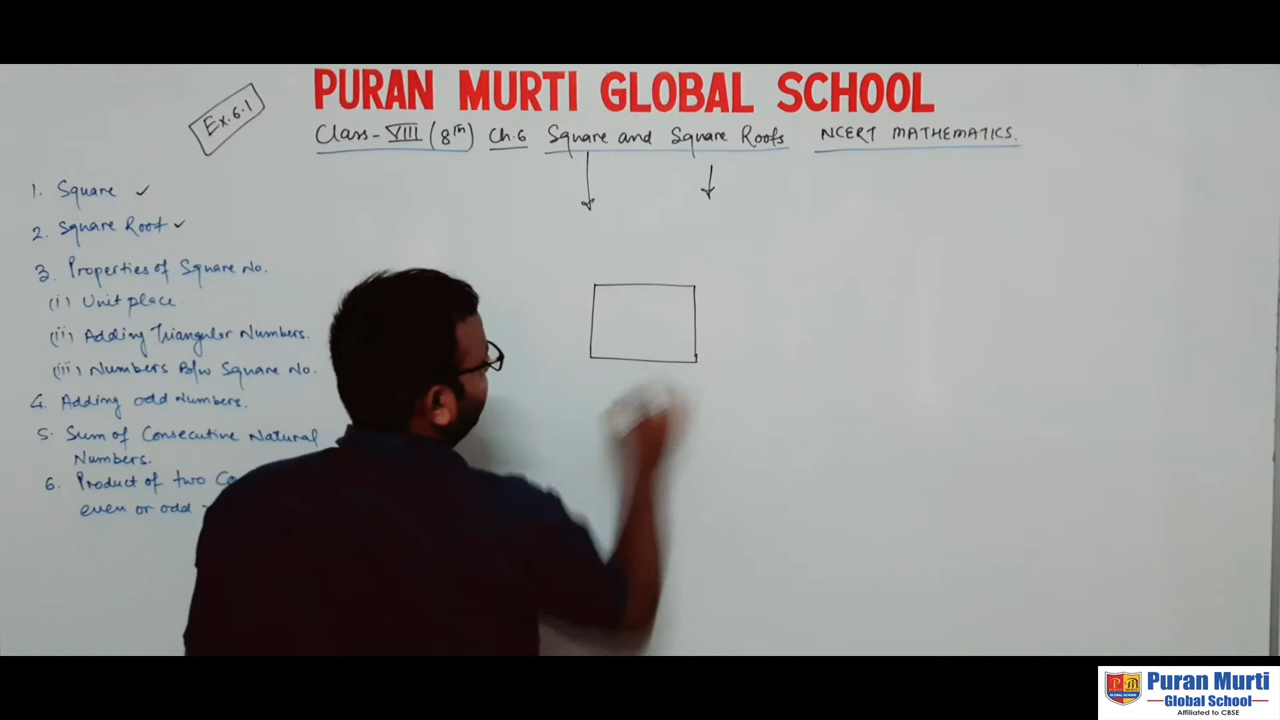 PURAN MURTI GLOBAL SCHOOL
Ex.6.1
Class-VIII (8th) Ch.6 Square and Square Roots NCERT MATHEMATICS.
1. Square ✓
2. Square Root ✓
3. Properties of Square No.
(i) Unit place
(ii) Adding Triangular Numbers.
(iii) Numbers B/w Square No.
4. Adding odd Numbers.
5. Sum of Consecutive Natural
Numbers.
6. Product of two
even or odd
Puran Murti
Global School
Affiliated to CBSE